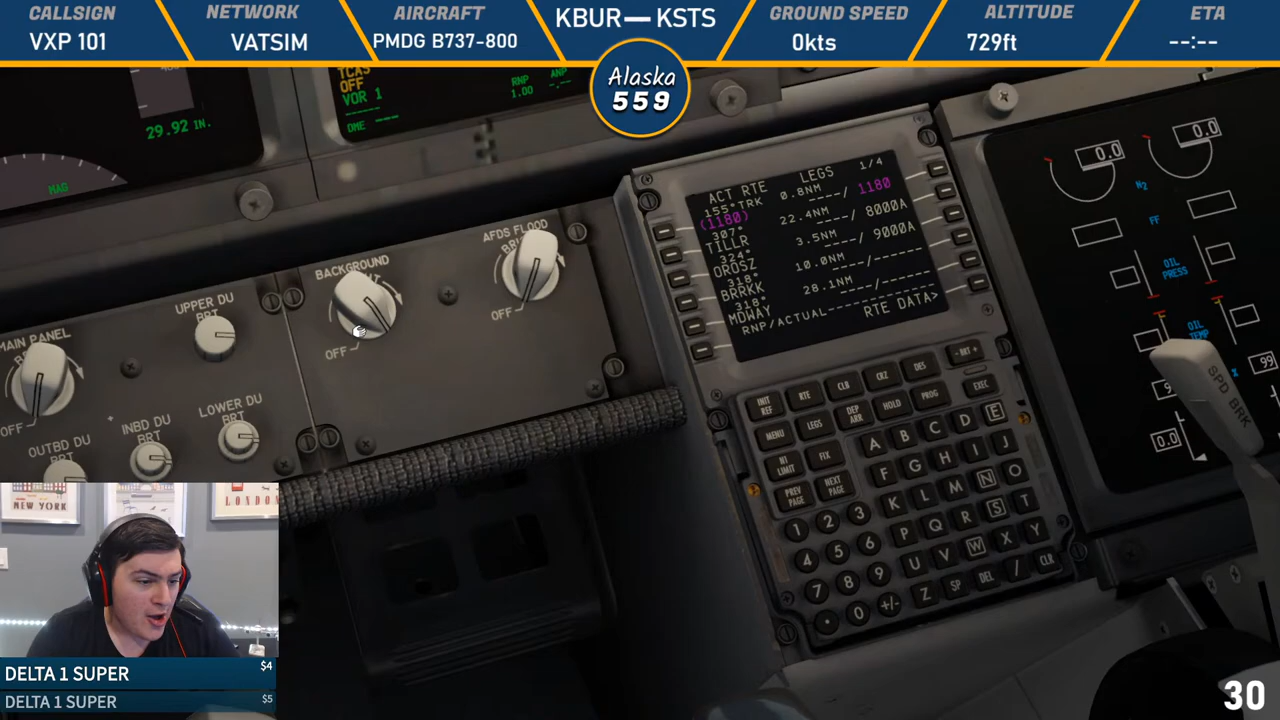 CALLSIGN
VXP 101
NETWORK
VATSIM
AIRCRAFT
PMDG B737-800
KBUR—KSTS
Alaska
559
GROUND SPEED
0kts
ALTITUDE
729ft
ETA
--:--
TCAS
OFF
VOR 1
DME ----
RNP
1.00
ANP
-.--
29.92 IN.
MAG
ACT RTE LEGS 1/4
155°TRK 0.8NM
(1180) ----/ 1180
307° 22.4NM
TILLR ----/ 8000A
324° 3.5NM
OROSZ ----/ 9000A
318° 10.0NM
BRRKK ----/------
318° 28.1NM
MDWAY ----/------
RNP/ACTUAL----------------
RTE DATA>
AFDS FLOOD
BRT
OFF
BACKGROUND
OFF
UPPER DU
BRT
MAIN PANEL
OFF
LOWER DU
BRT
INBD DU
BRT
OUTBD DU
BRT
0.0
0.0
N2
FF
OIL
PRESS
OIL
TEMP
99
0.0
SPD BRK
INIT
REF
RTE
CLB
CRZ
DES
- BRT +
MENU
LEGS
DEP
ARR
HOLD
PROG
EXEC
N1
LIMIT
FIX
A B C D E
PREV
PAGE
NEXT
PAGE
F G H I J
1 2 3
K L M N O
4 5 6
P Q R S T
7 8 9
U V W X Y
. 0 +/-
Z SP DEL / CLR
NEW YORK
LONDO
DELTA 1 SUPER $4
DELTA 1 SUPER $5
30